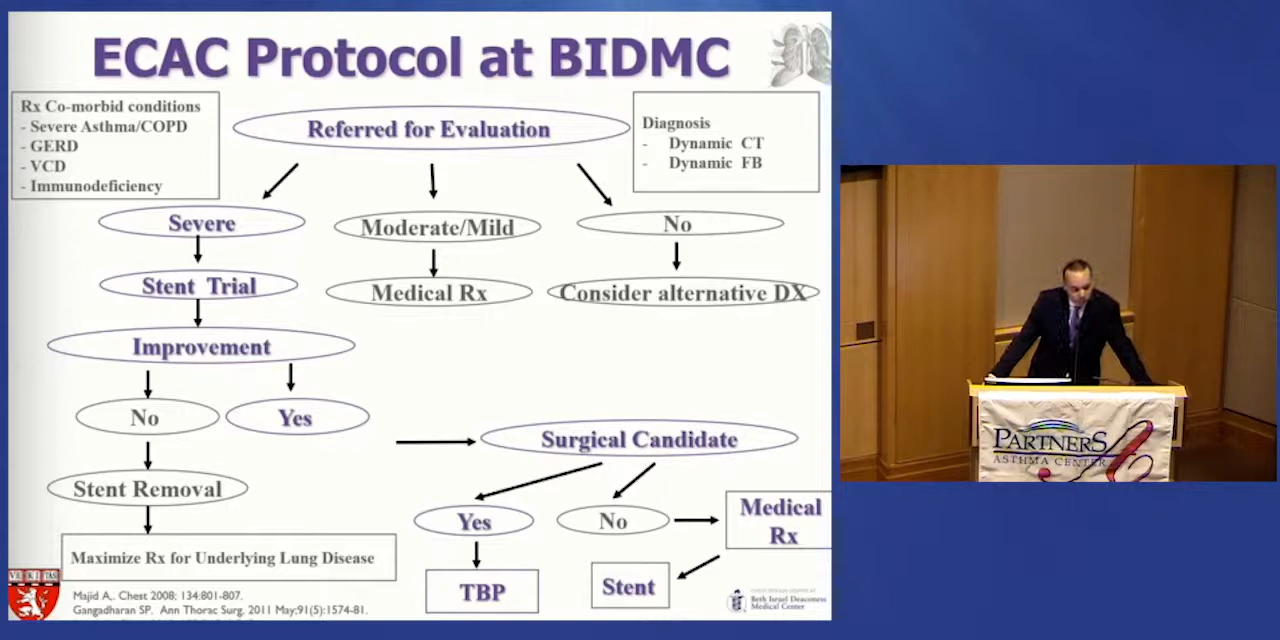 ECAC Protocol at BIDMC
Rx Co-morbid conditions
- Severe Asthma/COPD
- GERD
- VCD
- Immunodeficiency
Referred for Evaluation
Diagnosis
- Dynamic CT
- Dynamic FB
Severe
Moderate/Mild
No
Stent Trial
Medical Rx
Consider alternative DX
Improvement
No
Yes
Surgical Candidate
Stent Removal
Yes
No
Medical
Rx
Maximize Rx for Underlying Lung Disease
TBP
Stent
Majid A,. Chest 2008; 134:801-807.
Gangadharan SP. Ann Thorac Surg. 2011 May;91(5):1574-81.
Beth Israel Deaconess
Medical Center
PARTNERS
ASTHMA CENTER